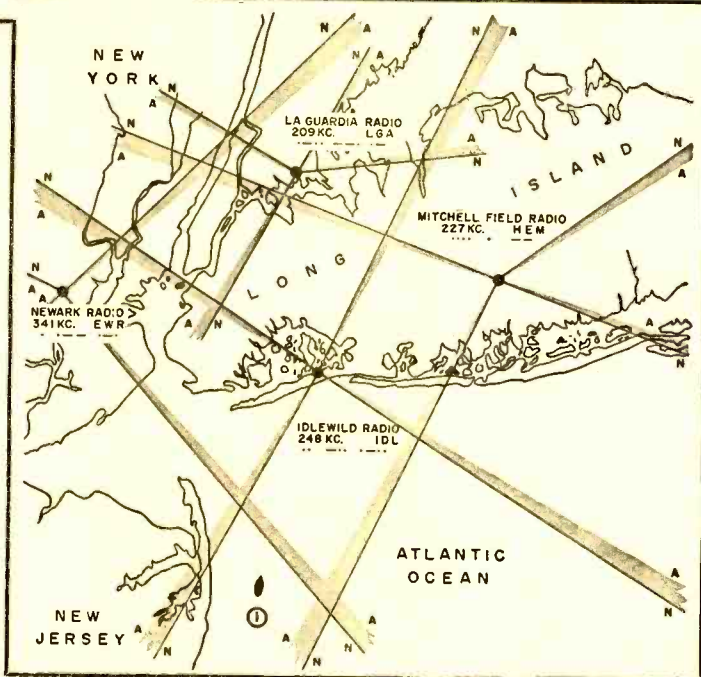 NEW
YORK
N
A
N
A
N A
N
A
N A
LA GUARDIA RADIO
209 KC. LGA
A
N
ISLAND
N
A
MITCHELL FIELD RADIO
227 KC. HEM
N
A
LONG
N
A
A
NEWARK RADIO
341 KC. EWR
A N
A
N
IDLEWILD RADIO
248 KC. IDL
ATLANTIC
OCEAN
A
N
1
NEW
JERSEY
A
N
A
N
N
A